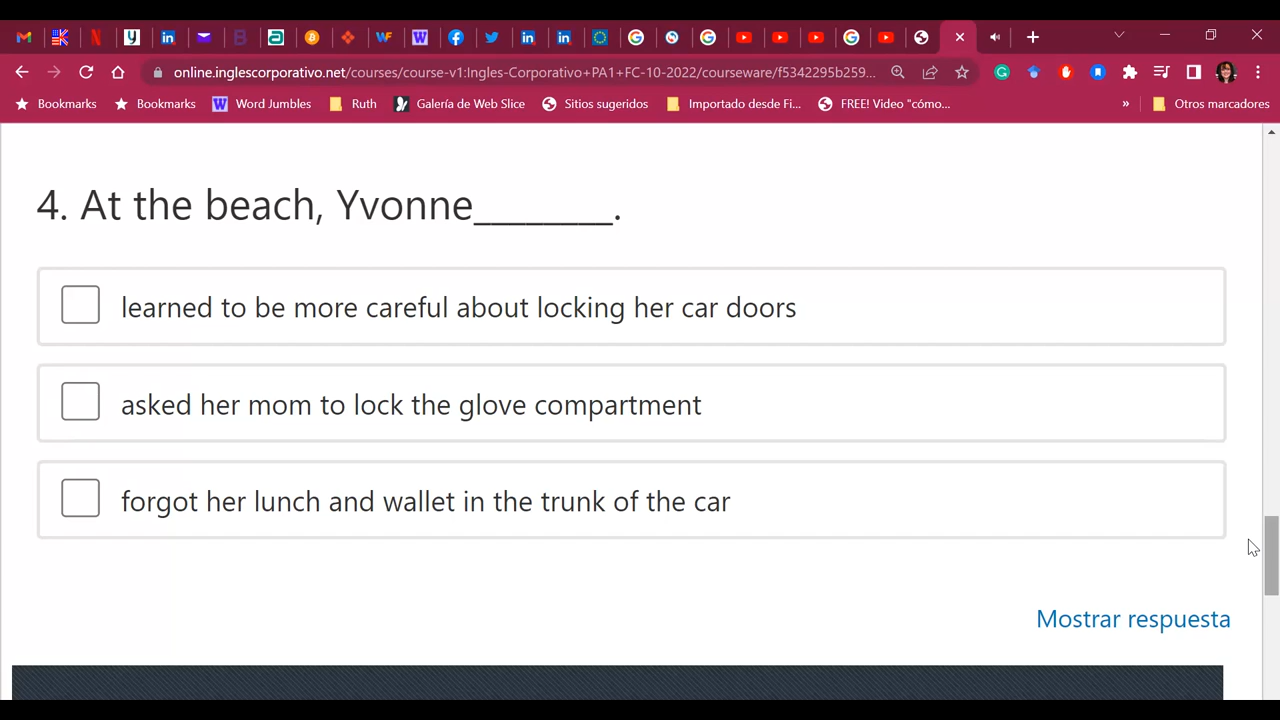 online.inglescorporativo.net/courses/course-v1:Ingles-Corporativo+PA1+FC-10-2022/courseware/f5342295b259...
Bookmarks Bookmarks Word Jumbles Ruth Galería de Web Slice Sitios sugeridos Importado desde Fi... FREE! Video "cómo... » Otros marcadores
4. At the beach, Yvonne________.
learned to be more careful about locking her car doors
asked her mom to lock the glove compartment
forgot her lunch and wallet in the trunk of the car
Mostrar respuesta